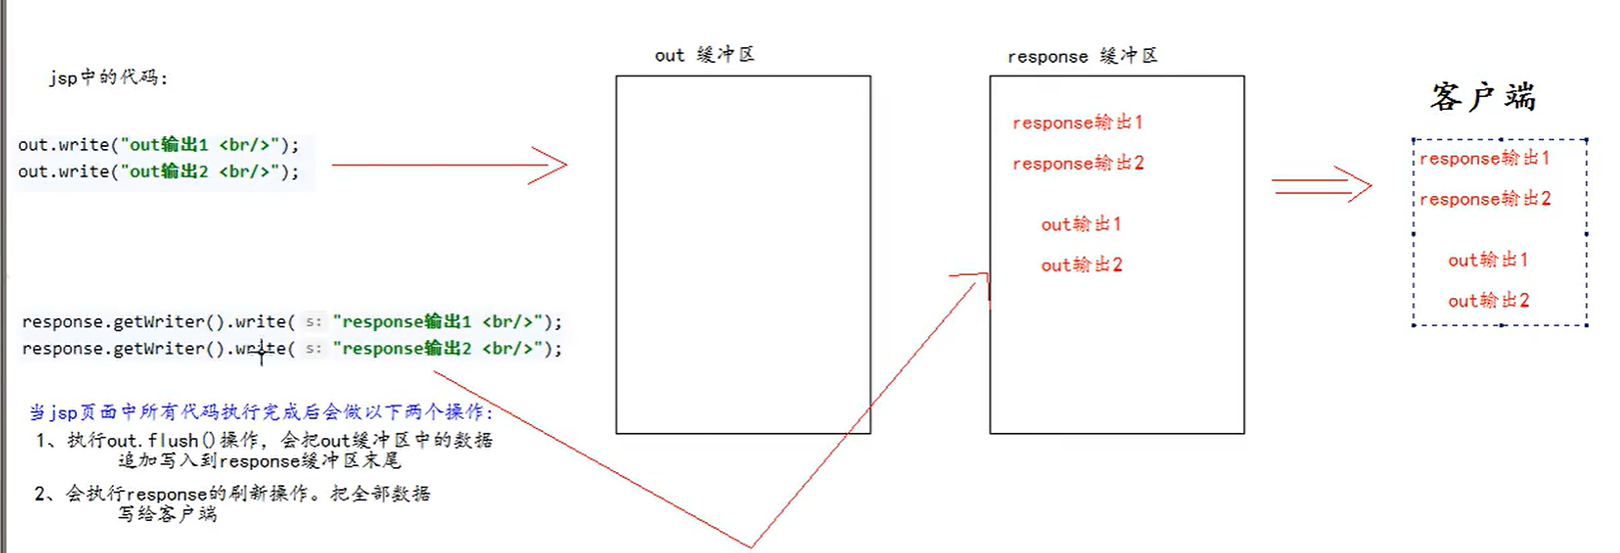 jsp中的代码:
out.write("out输出1 <br/>");
out.write("out输出2 <br/>");
response.getWriter().write( s: "response输出1 <br/>");
response.getWriter().write( s: "response输出2 <br/>");
当jsp页面中所有代码执行完成后会做以下两个操作:
1、执行out.flush()操作，会把out缓冲区中的数据
追加写入到response缓冲区末尾
2、会执行response的刷新操作。把全部数据
写给客户端
out 缓冲区
response 缓冲区
response输出1
response输出2
out输出1
out输出2
客户端
response输出1
response输出2
out输出1
out输出2